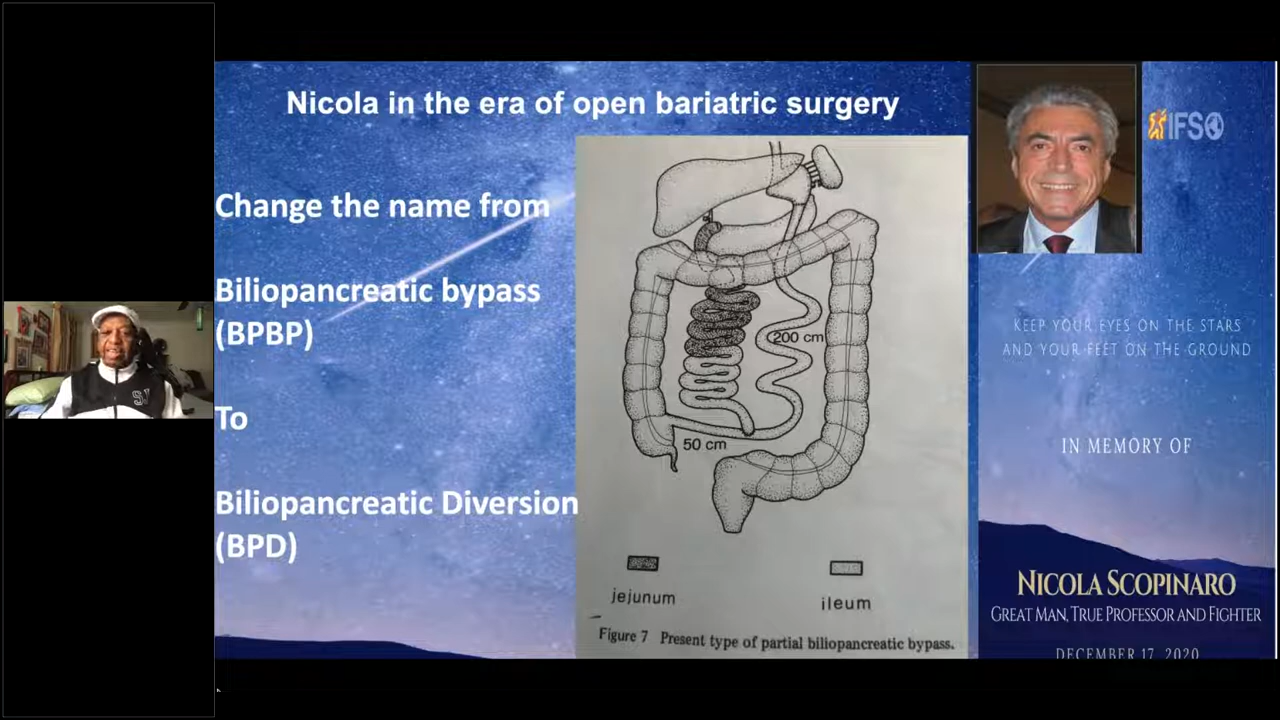 Nicola in the era of open bariatric surgery
IFSO
Change the name from
Biliopancreatic bypass
(BPBP)
To
Biliopancreatic Diversion
(BPD)
200 cm
50 cm
jejunum
ileum
Figure 7 Present type of partial biliopancreatic bypass.
KEEP YOUR EYES ON THE STARS
AND YOUR FEET ON THE GROUND
IN MEMORY OF
NICOLA SCOPINARO
GREAT MAN, TRUE PROFESSOR AND FIGHTER
DECEMBER 17, 2020